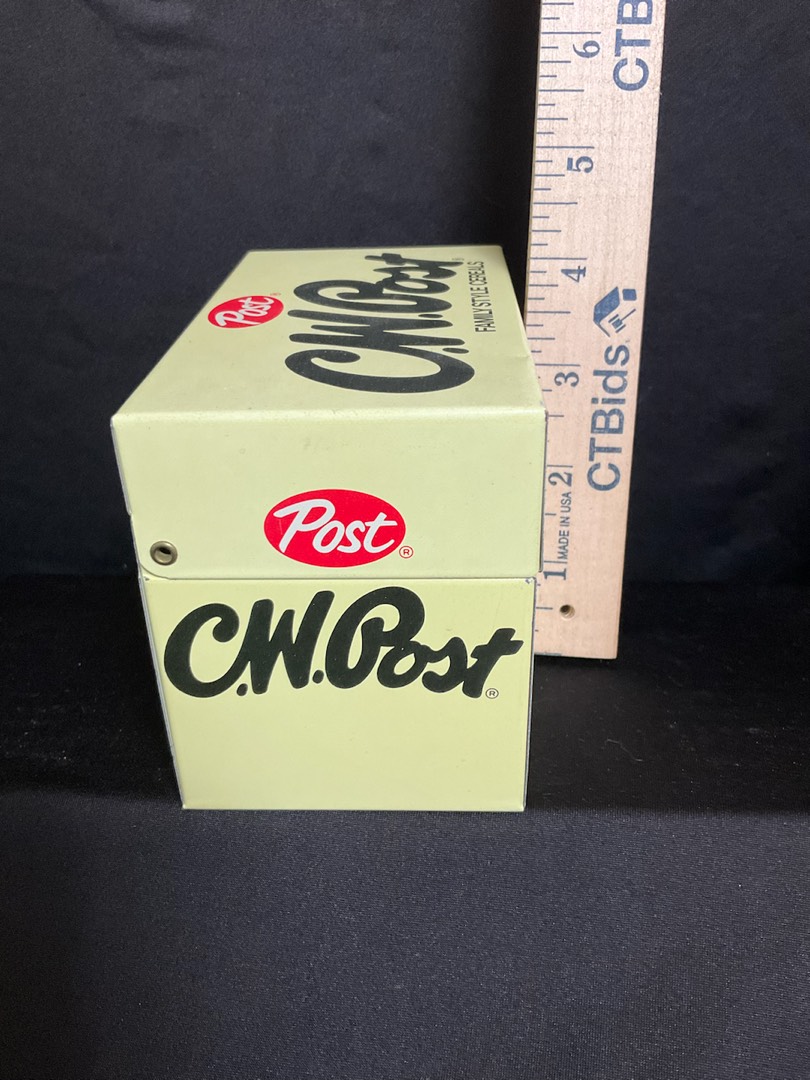 Post®
C.W. Post®
FAMILY STYLE CEREALS
Post®
C.W. Post®
6
5
4
3
2
1
MADE IN USA
CTBids.
CTB